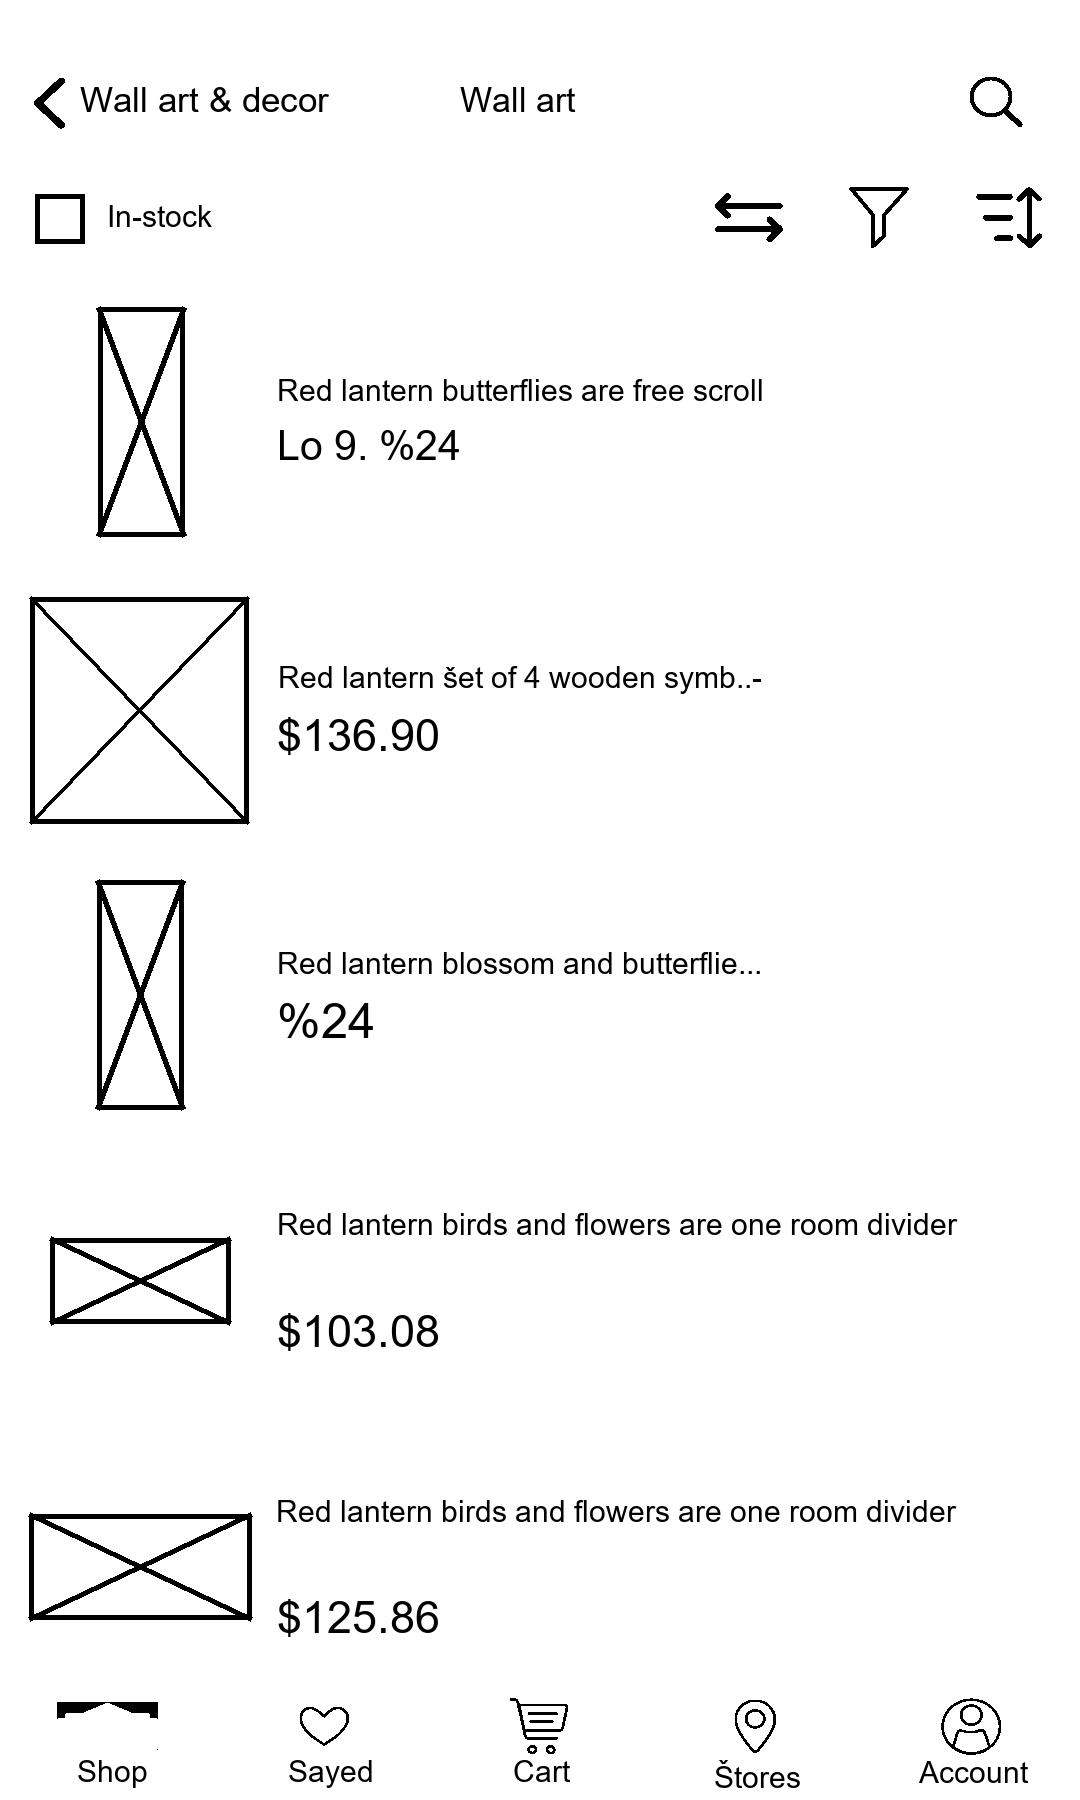 Wall art & decor Wall art
In-stock
Red lantern butterflies are free scroll
Lo 9. %24
Red lantern šet of 4 wooden symb..-
$136.90
Red lantern blossom and butterflie...
%24
Red lantern birds and flowers are one room divider
$103.08
Red lantern birds and flowers are one room divider
$125.86
Shop Sayed Cart Štores Account